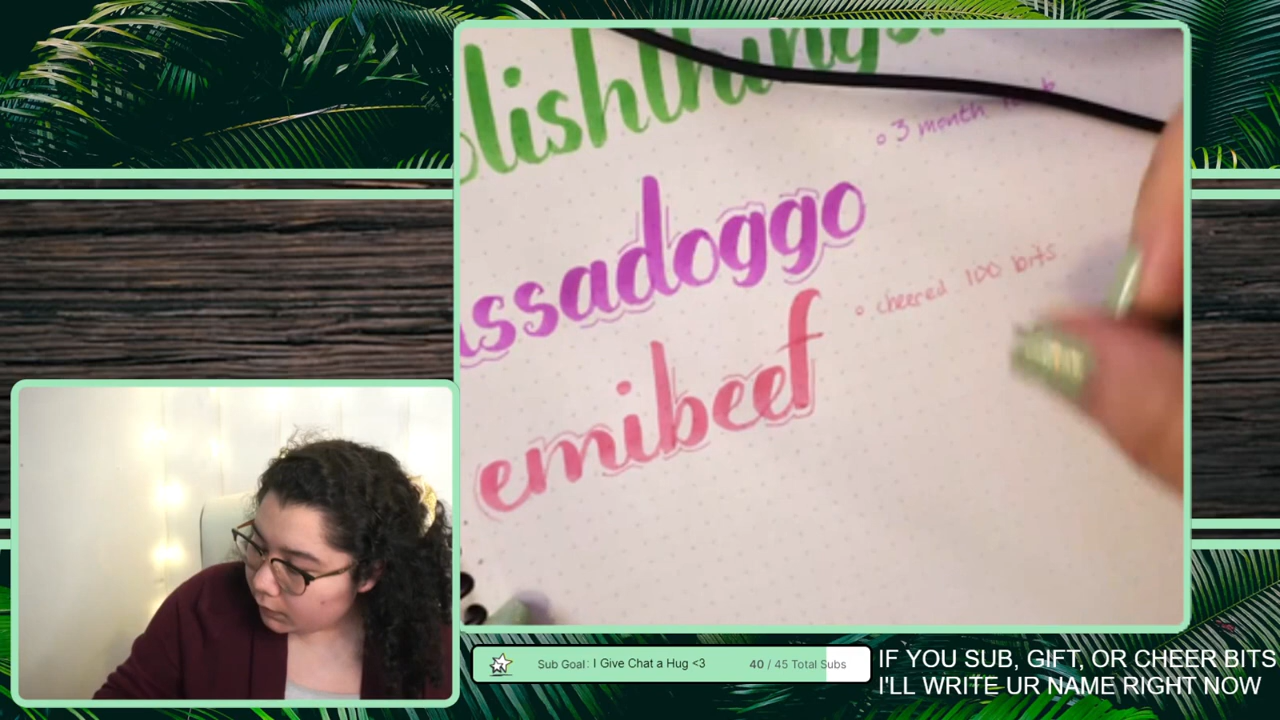 lishthings
3 month
ssadoggo
cheered 100 bits
emibeef
Sub Goal: I Give Chat a Hug <3 40 / 45 Total Subs
IF YOU SUB, GIFT, OR CHEER BITS
I'LL WRITE UR NAME RIGHT NOW